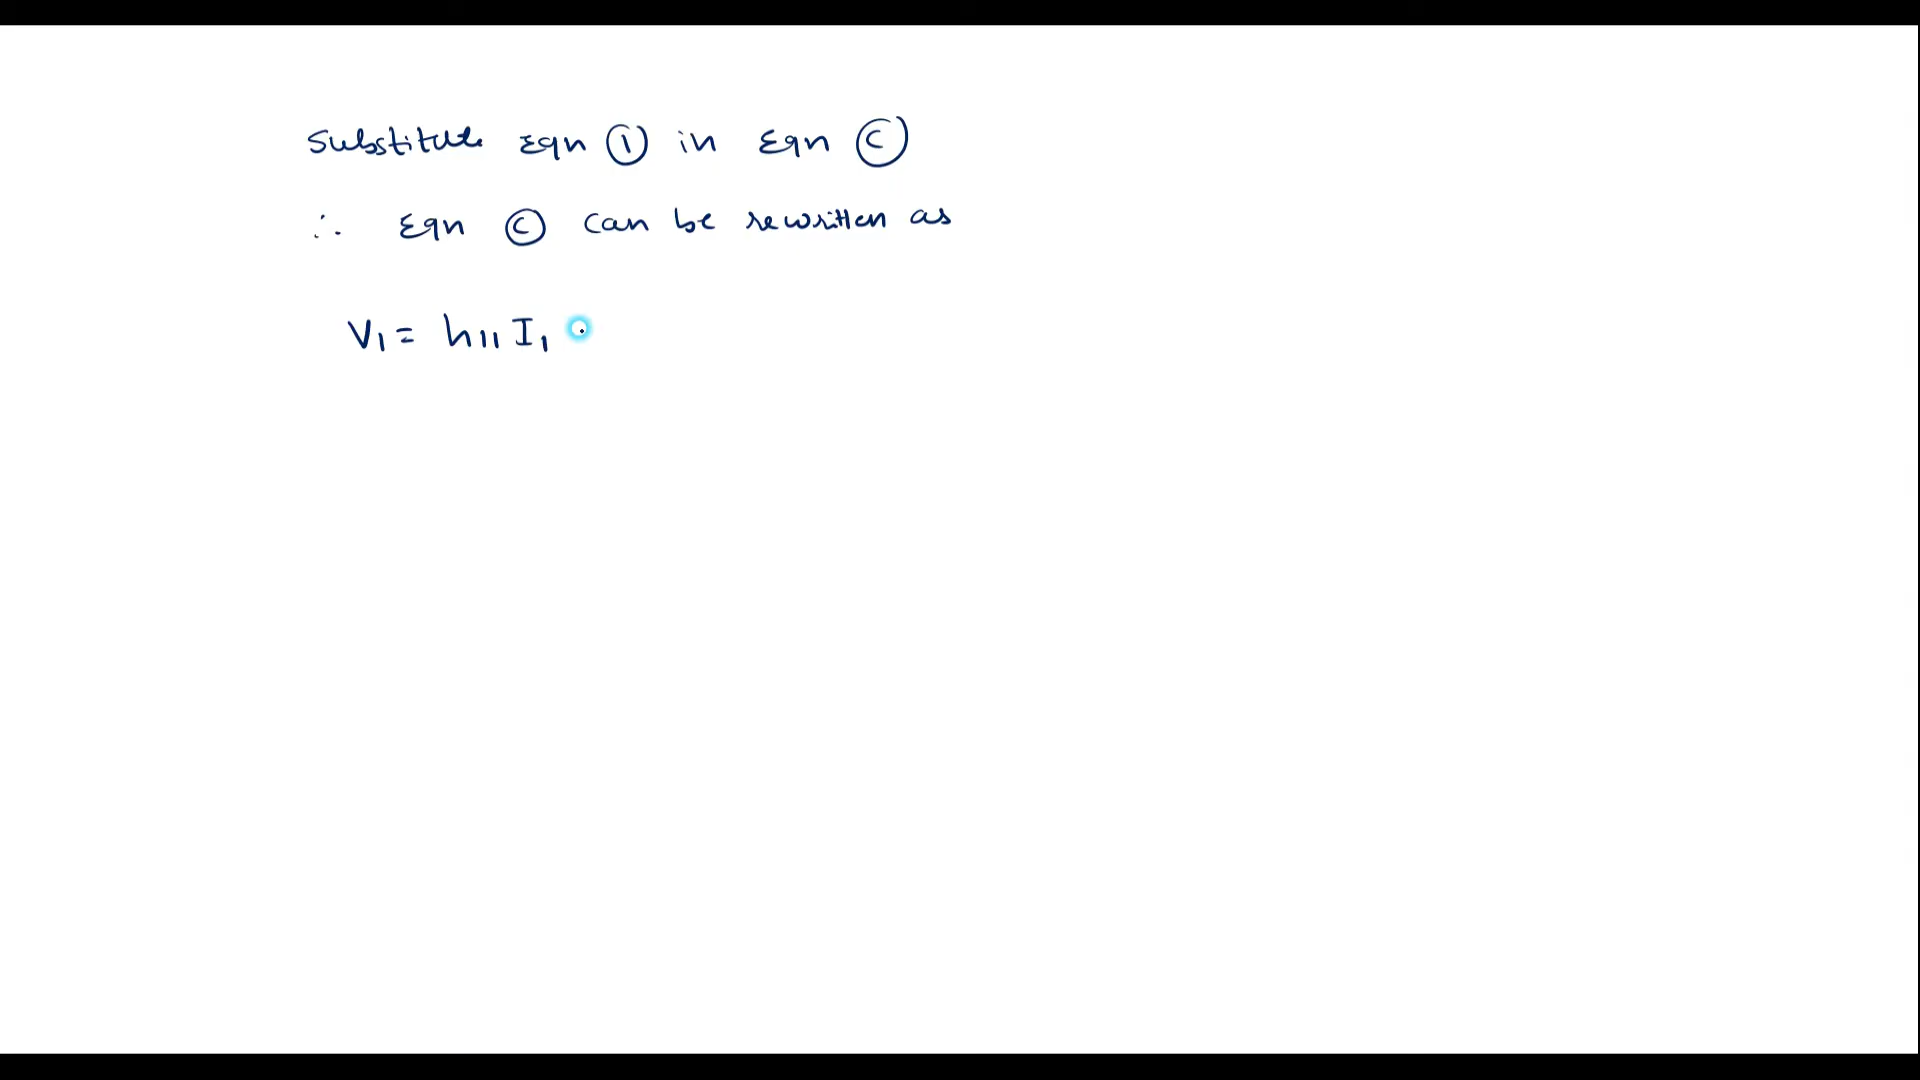 Substitute Eqn ① in Eqn Ⓒ
∴ Eqn Ⓒ can be rewritten as
V₁ = h₁₁ I₁